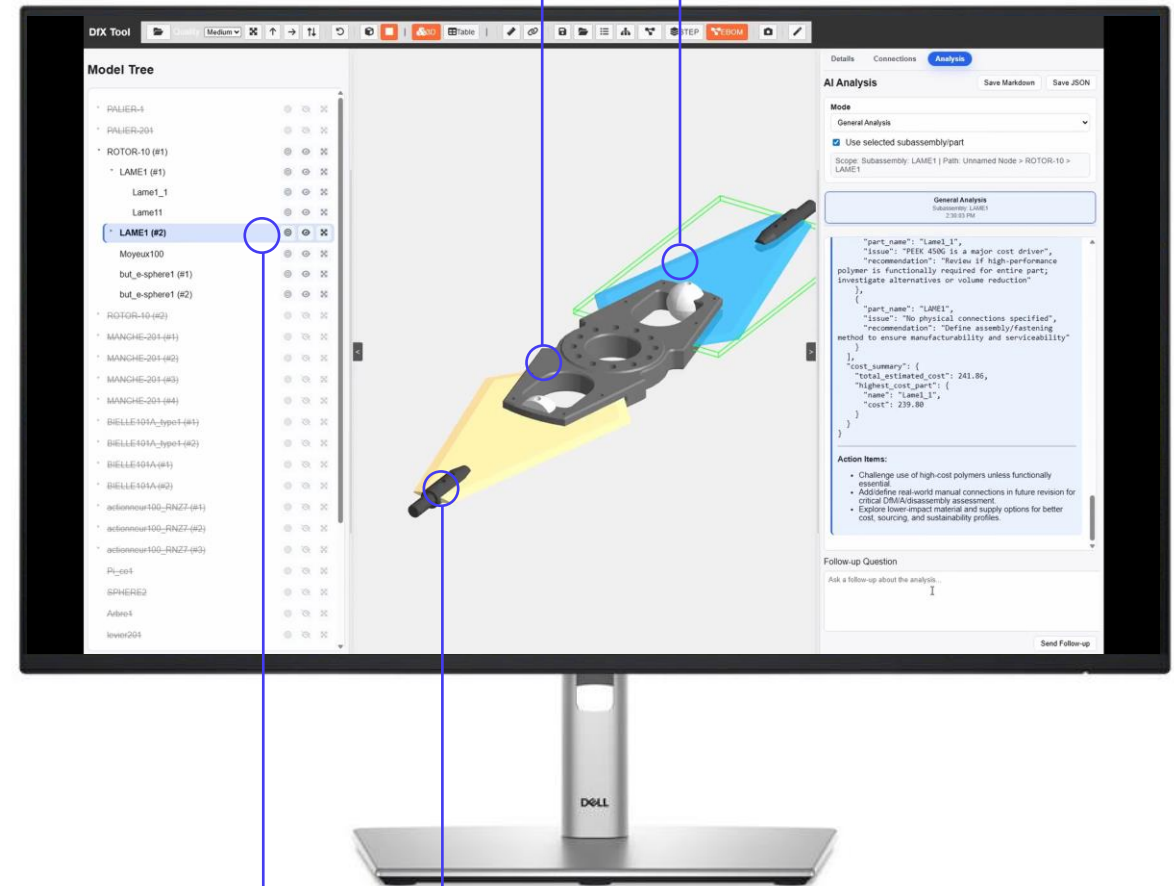 DfX Tool
Quality Medium
3D
Table
STEP
EBOM
Model Tree
PALIER-1
PALIER-201
ROTOR-10 (#1)
LAME1 (#1)
Lame1_1
Lame11
LAME1 (#2)
Moyeux100
but_e-sphere1 (#1)
but_e-sphere1 (#2)
ROTOR-10 (#2)
MANCHE-201 (#1)
MANCHE-201 (#2)
MANCHE-201 (#3)
MANCHE-201 (#4)
BIELLE101A_type1 (#1)
BIELLE101A_type1 (#2)
BIELLE101A (#1)
BIELLE101A (#2)
actionneur100_RNZ7 (#1)
actionneur100_RNZ7 (#2)
actionneur100_RNZ7 (#3)
SPHERE2
Arbre1
levier201
<
>
Details Connections Analysis
AI Analysis Save Markdown Save JSON
Mode
General Analysis
Use selected subassembly/part
Scope: Subassembly: LAME1 | Path: Unnamed Node > ROTOR-10 >
LAME1
General Analysis
Subassembly: LAME1
2:38:03 PM
"part_name": "Lame1_1",
"issue": "PEEK 450G is a major cost driver",
"recommendation": "Review if high-performance
polymer is functionally required for entire part;
investigate alternatives or volume reduction"
},
{
"part_name": "LAME1",
"issue": "No physical connections specified",
"recommendation": "Define assembly/fastening
method to ensure manufacturability and serviceability"
}
],
"cost_summary": {
"total_estimated_cost": 241.86,
"highest_cost_part": {
"name": "Lame1_1",
"cost": 239.80
}
}
}
Action Items:
• Challenge use of high-cost polymers unless functionally
essential.
• Add/define real-world manual connections in future revision for
critical DfM/A/disassembly assessment.
• Explore lower-impact material and supply options for better
cost, sourcing, and sustainability profiles.
Follow-up Question
Ask a follow-up about the analysis...
Send Follow-up
DELL